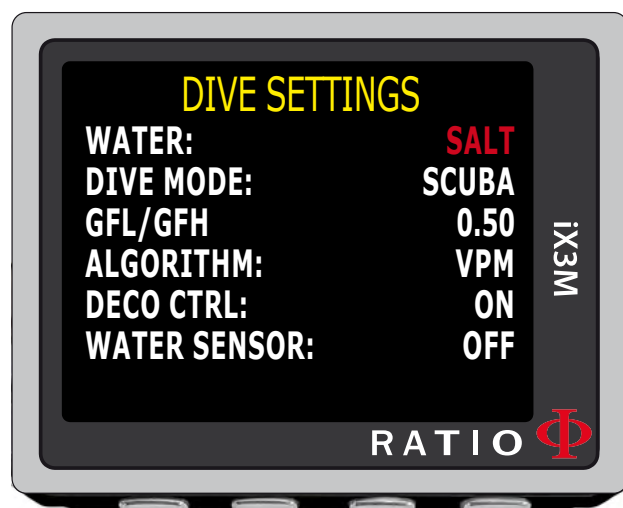 DIVE SETTINGS
WATER: SALT
DIVE MODE: SCUBA
GFL/GFH 0.50
ALGORITHM: VPM
DECO CTRL: ON
WATER SENSOR: OFF
iX3M
RATIO